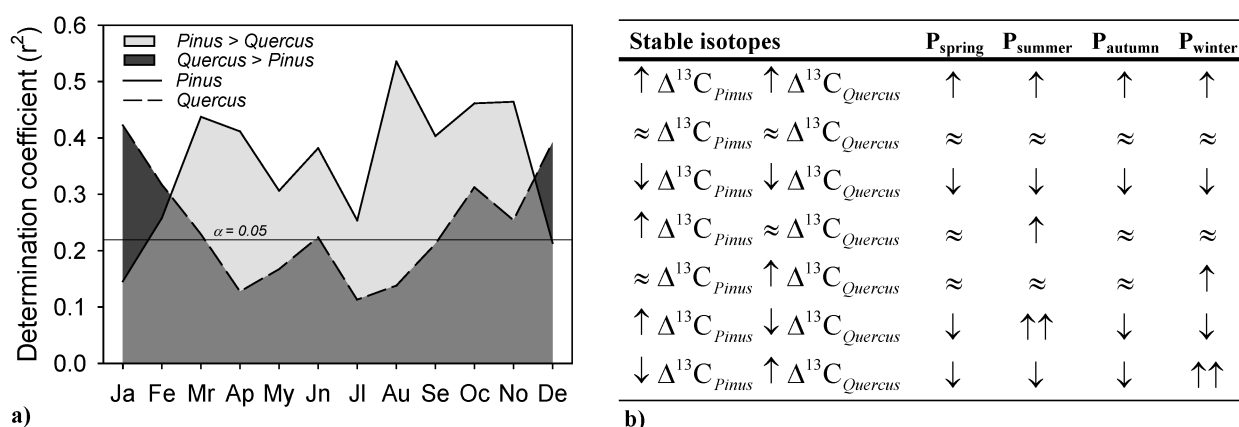 0.6
0.5
0.4
0.3
0.2
0.1
0.0
Determination coefficient (r²)
Pinus > Quercus
Quercus > Pinus
Pinus
Quercus
α = 0.05
Ja Fe Mr Ap My Jn Jl Au Se Oc No De
a)
Stable isotopes P_spring P_summer P_autumn P_winter
↑ Δ¹³C_Pinus ↑ Δ¹³C_Quercus ↑ ↑ ↑ ↑
≈ Δ¹³C_Pinus ≈ Δ¹³C_Quercus ≈ ≈ ≈ ≈
↓ Δ¹³C_Pinus ↓ Δ¹³C_Quercus ↓ ↓ ↓ ↓
↑ Δ¹³C_Pinus ≈ Δ¹³C_Quercus ≈ ↑ ≈ ≈
≈ Δ¹³C_Pinus ↑ Δ¹³C_Quercus ≈ ≈ ≈ ↑
↑ Δ¹³C_Pinus ↓ Δ¹³C_Quercus ↓ ↑↑ ↓ ↓
↓ Δ¹³C_Pinus ↑ Δ¹³C_Quercus ↓ ↓ ↓ ↑↑
b)